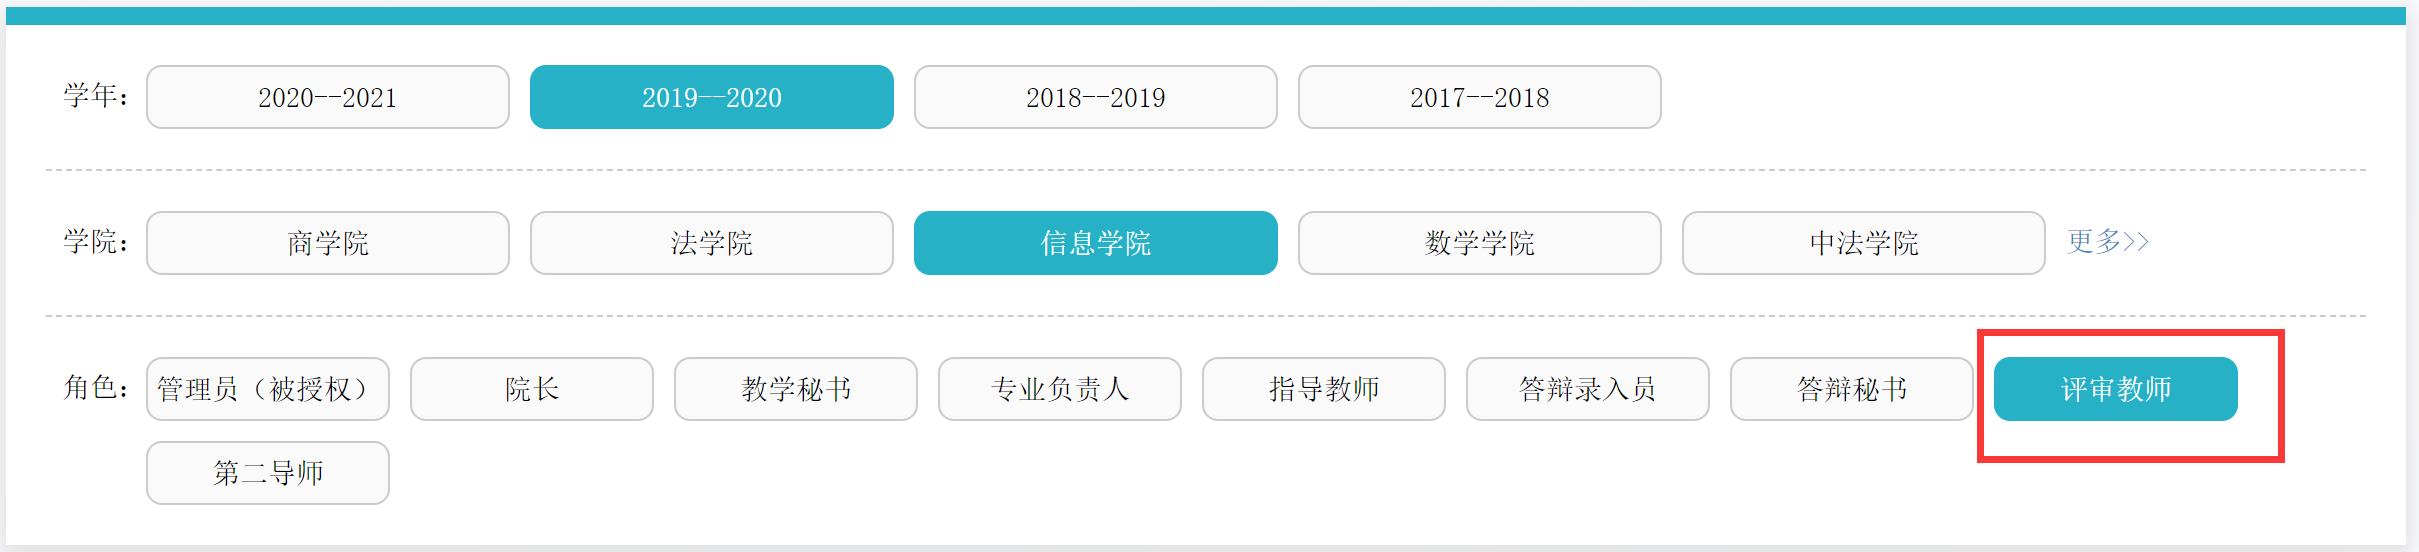 学年： 2020--2021 2019--2020 2018--2019 2017--2018
学院： 商学院 法学院 信息学院 数学学院 中法学院 更多>>
角色： 管理员（被授权） 院长 教学秘书 专业负责人 指导教师 答辩录入员 答辩秘书 评审教师
第二导师